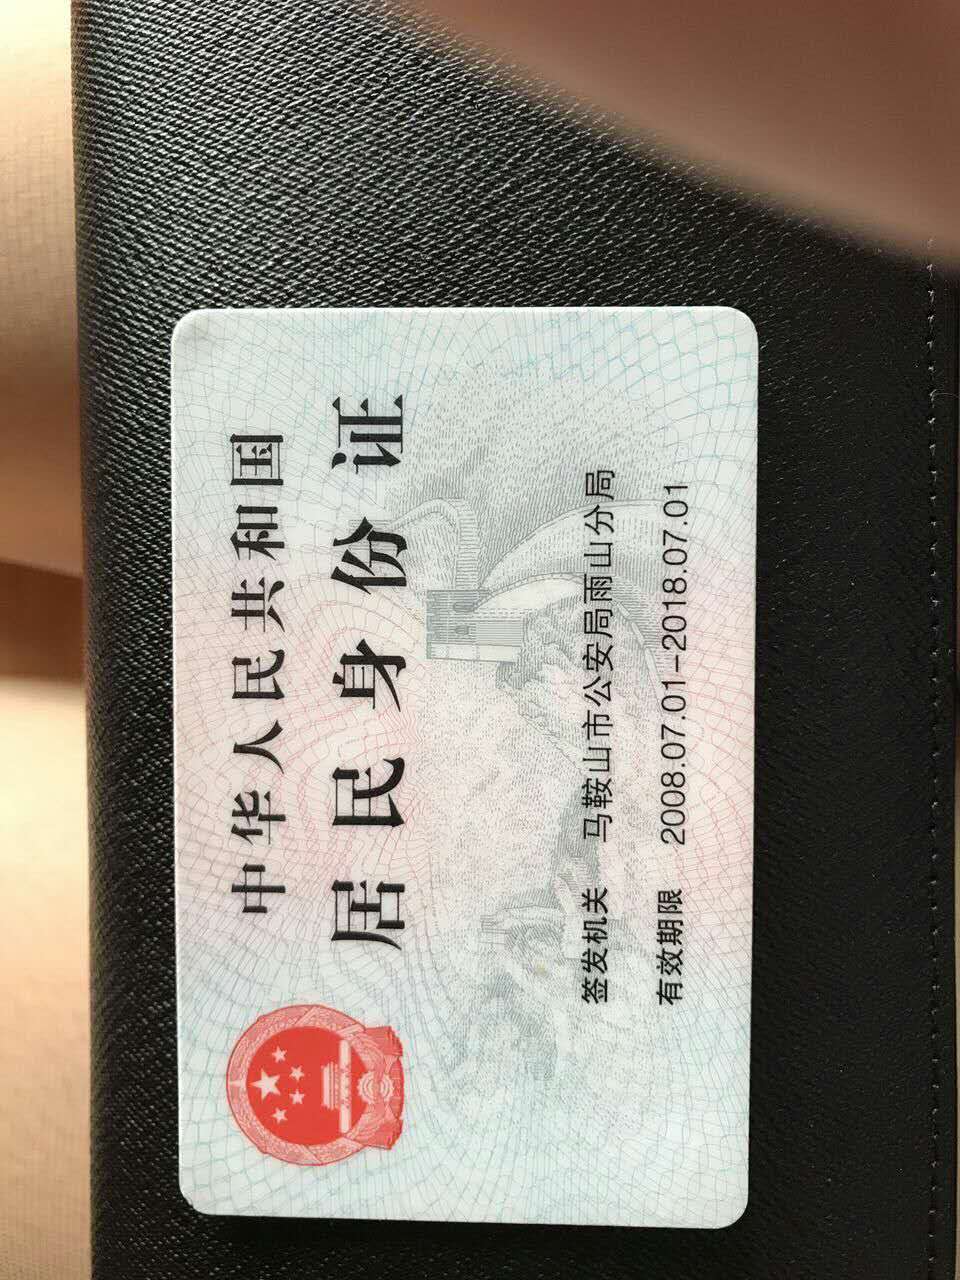 中华人民共和国
居民身份证
签发机关 马鞍山市公安局雨山分局
有效期限 2008.07.01-2018.07.01